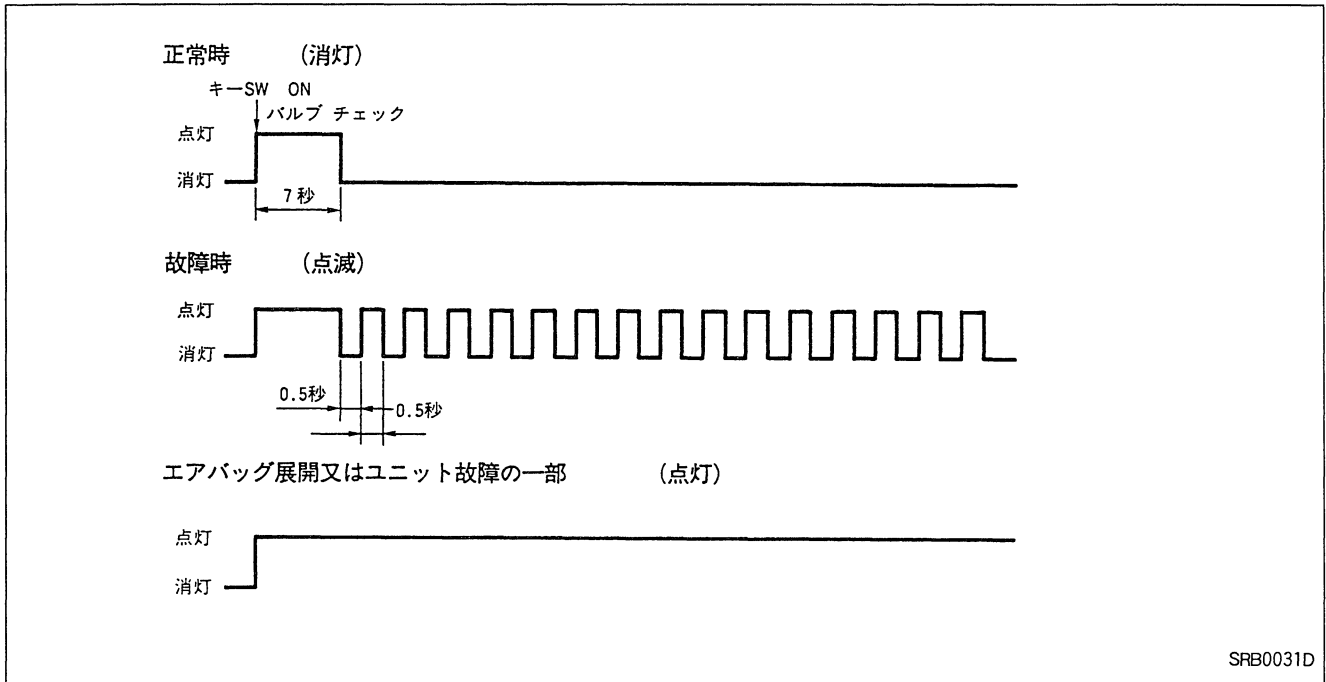 正常時 （消灯）
キーSW ON
バルブ チェック
点灯
消灯
7秒
故障時 （点滅）
点灯
消灯
0.5秒
0.5秒
エアバッグ展開又はユニット故障の一部 （点灯）
点灯
消灯
SRB0031D